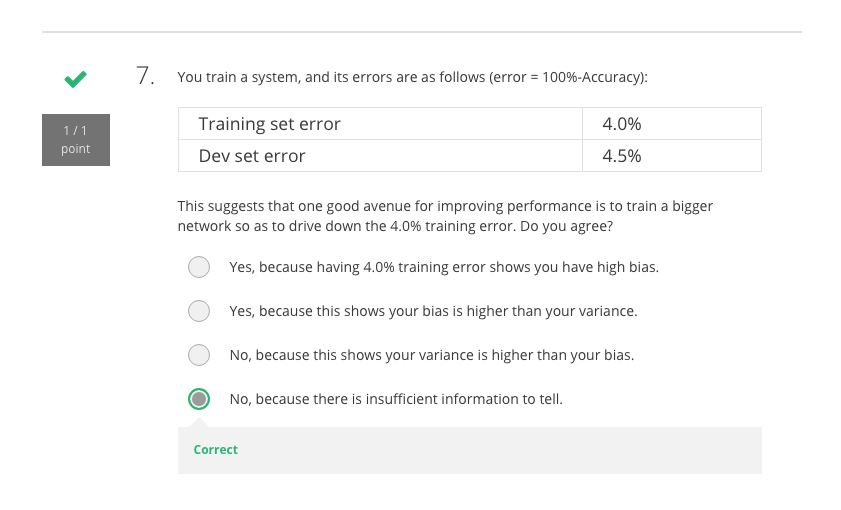 7. You train a system, and its errors are as follows (error = 100%-Accuracy):
1 / 1
point
Training set error 4.0%
Dev set error 4.5%
This suggests that one good avenue for improving performance is to train a bigger
network so as to drive down the 4.0% training error. Do you agree?
Yes, because having 4.0% training error shows you have high bias.
Yes, because this shows your bias is higher than your variance.
No, because this shows your variance is higher than your bias.
No, because there is insufficient information to tell.
Correct